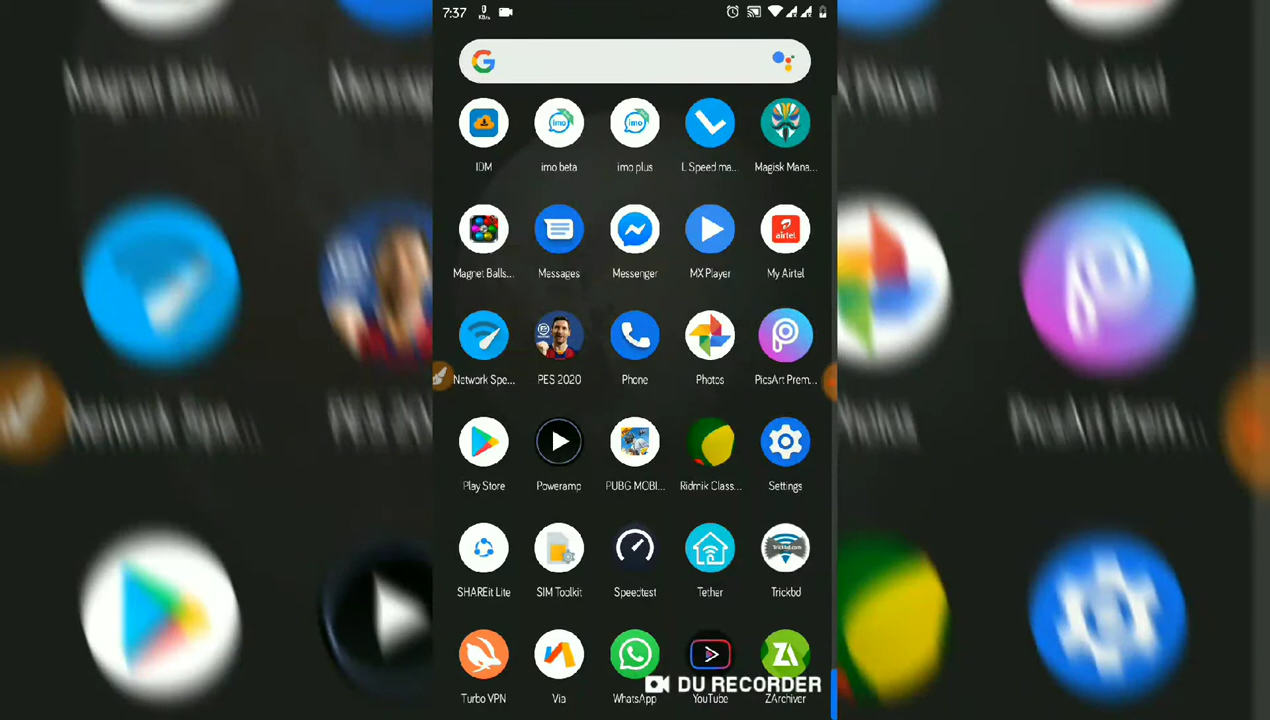 7:37 0 KB/s
IDM imo beta imo plus L Speed ma... Magisk Mana...
Magnet Balls... Messages Messenger MX Player My Airtel
Network Spe... PES 2020 Phone Photos PicsArt Prem...
Play Store Poweramp PUBG MOBI... Ridmik Class... Settings
SHAREit Lite SIM Toolkit Speedtest Tether Trickbd
Turbo VPN Via WhatsApp YouTube ZArchiver
DU RECORDER